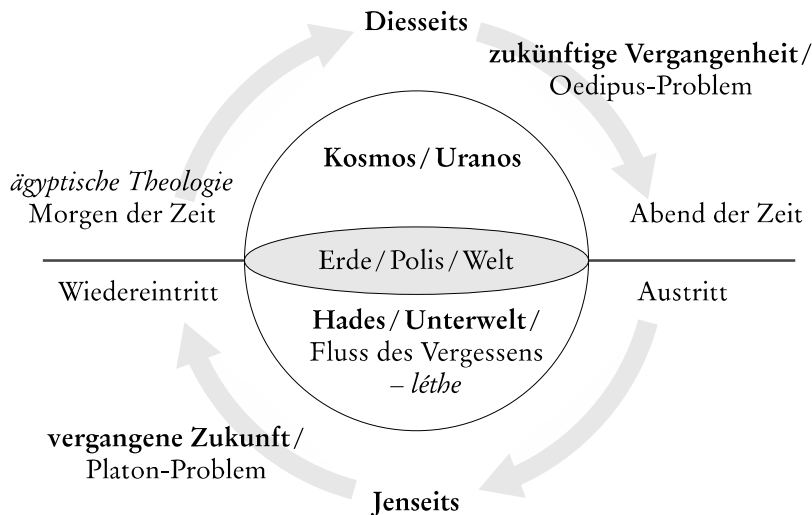 Diesseits
zukünftige Vergangenheit /
Oedipus-Problem
Kosmos / Uranos
ägyptische Theologie
Morgen der Zeit
Abend der Zeit
Erde / Polis / Welt
Wiedereintritt
Austritt
Hades / Unterwelt /
Fluss des Vergessens
– léthe
vergangene Zukunft /
Platon-Problem
Jenseits